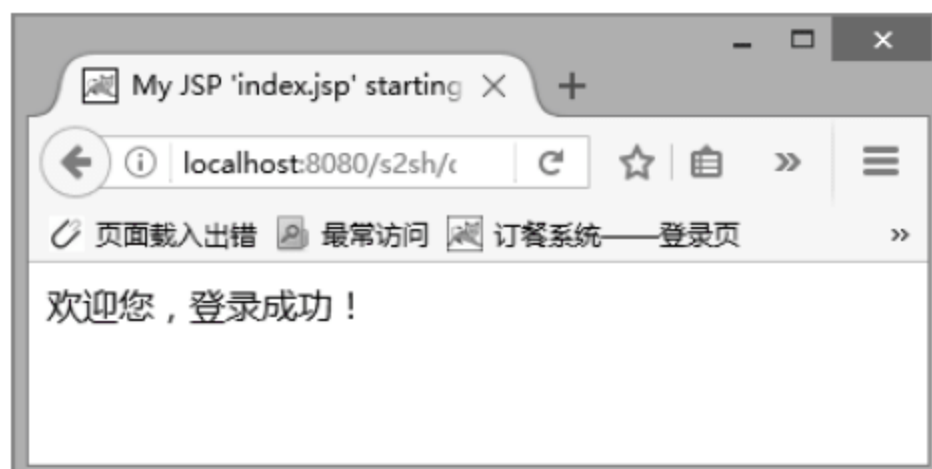 My JSP 'index.jsp' starting
localhost:8080/s2sh/
页面载入出错 最常访问 订餐系统——登录页 »
欢迎您，登录成功！